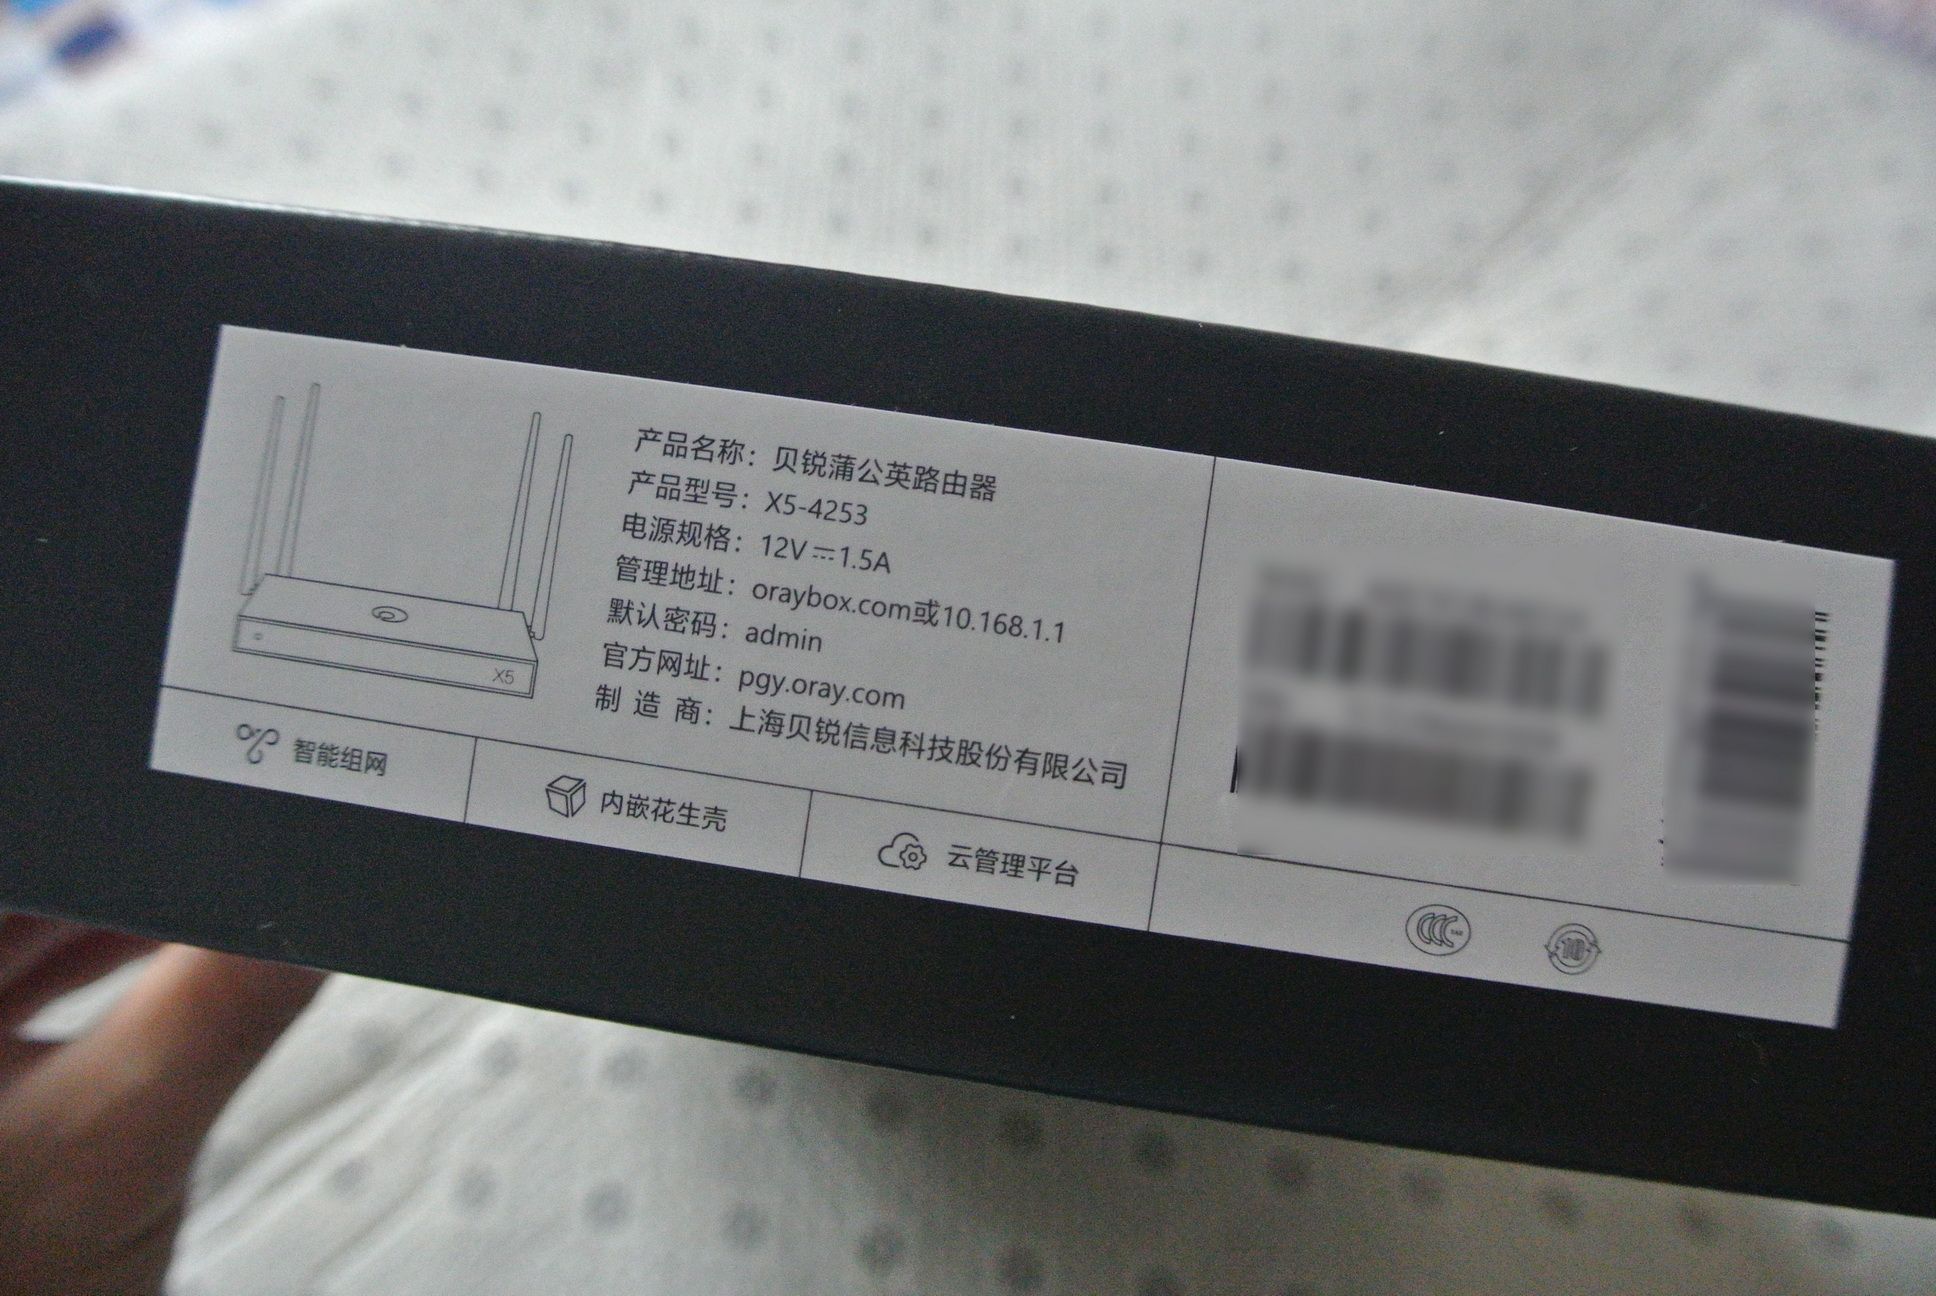 产品名称：贝锐蒲公英路由器
产品型号：X5-4253
电源规格：12V⎓1.5A
管理地址：oraybox.com或10.168.1.1
默认密码：admin
官方网址：pgy.oray.com
制 造 商：上海贝锐信息科技股份有限公司
X5
智能组网
内嵌花生壳
云管理平台
10